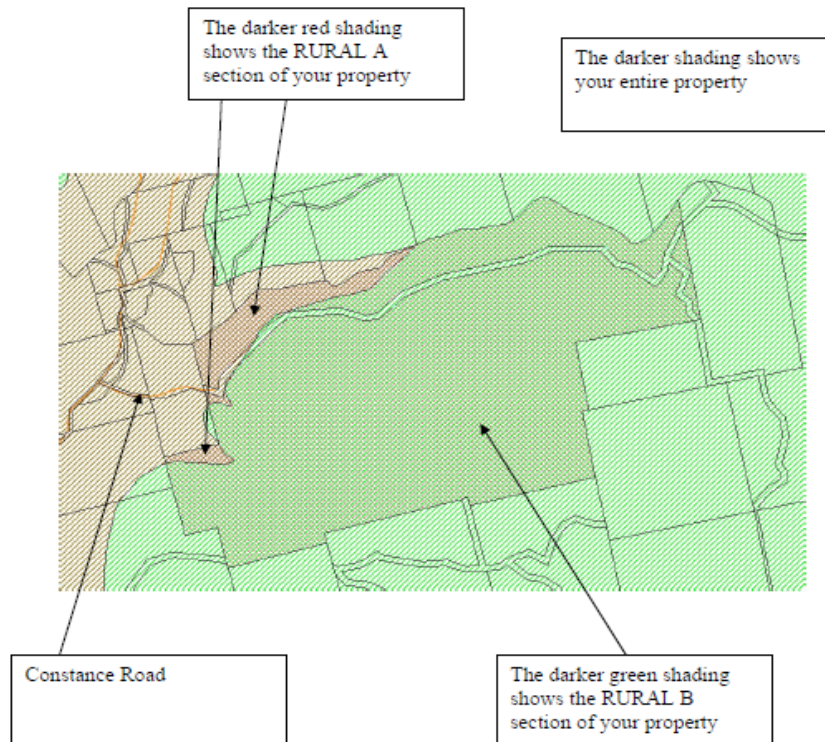 The darker red shading
shows the RURAL A
section of your property
The darker shading shows
your entire property
Constance Road
The darker green shading
shows the RURAL B
section of your property